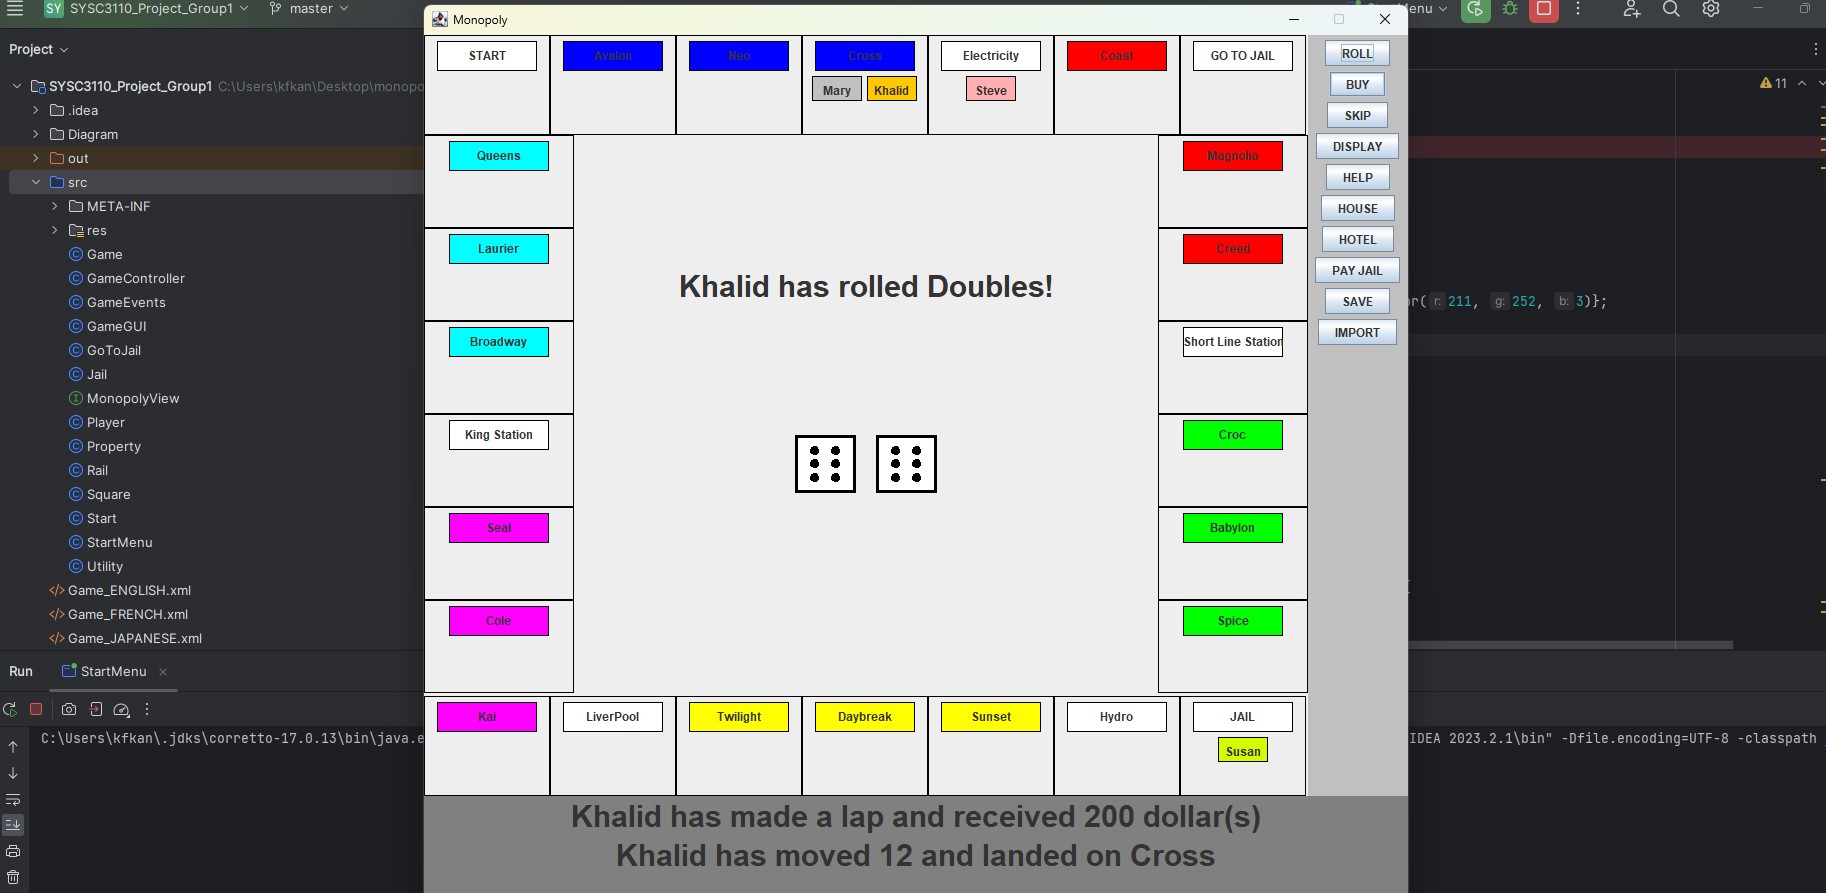 SY SYSC3110_Project_Group1 master
Project
SYSC3110_Project_Group1 C:\Users\kfkan\Desktop\monopo
.idea
Diagram
out
src
META-INF
res
Game
GameController
GameEvents
GameGUI
GoToJail
Jail
MonopolyView
Player
Property
Rail
Square
Start
StartMenu
Utility
Game_ENGLISH.xml
Game_FRENCH.xml
Game_JAPANESE.xml
Run StartMenu
C:\Users\kfkan\.jdks\corretto-17.0.13\bin\java.e
Monopoly
START Avalon Neo Cross Electricity Coast GO TO JAIL
Mary Khalid Steve
Queens Magnolia
Laurier Creed
Khalid has rolled Doubles!
Broadway Short Line Station
King Station Croc
Seal Babylon
Cole Spice
Kai LiverPool Twilight Daybreak Sunset Hydro JAIL
Susan
Khalid has made a lap and received 200 dollar(s)
Khalid has moved 12 and landed on Cross
ROLL
BUY
SKIP
DISPLAY
HELP
HOUSE
HOTEL
PAY JAIL
SAVE
IMPORT
11
r: 211, g: 252, b: 3)};
IDEA 2023.2.1\bin" -Dfile.encoding=UTF-8 -classpath